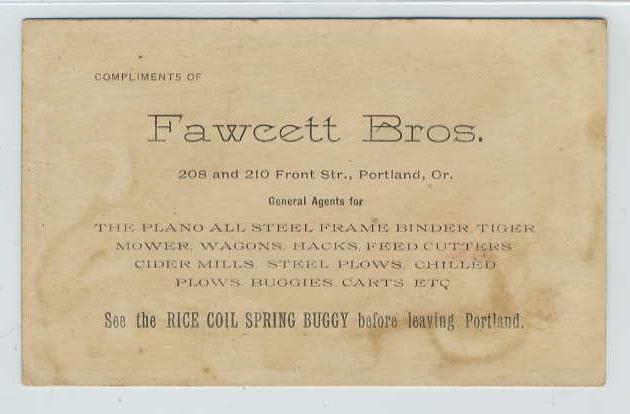 COMPLIMENTS OF
Fawcett Bros.
208 and 210 Front Str., Portland, Or.
General Agents for
THE PLANO ALL STEEL FRAME BINDER TIGER
MOWER, WAGONS, HACKS, FEED CUTTERS
CIDER MILLS, STEEL PLOWS, CHILLED
PLOWS BUGGIES CARTS ETC
See the RICE COIL SPRING BUGGY before leaving Portland.